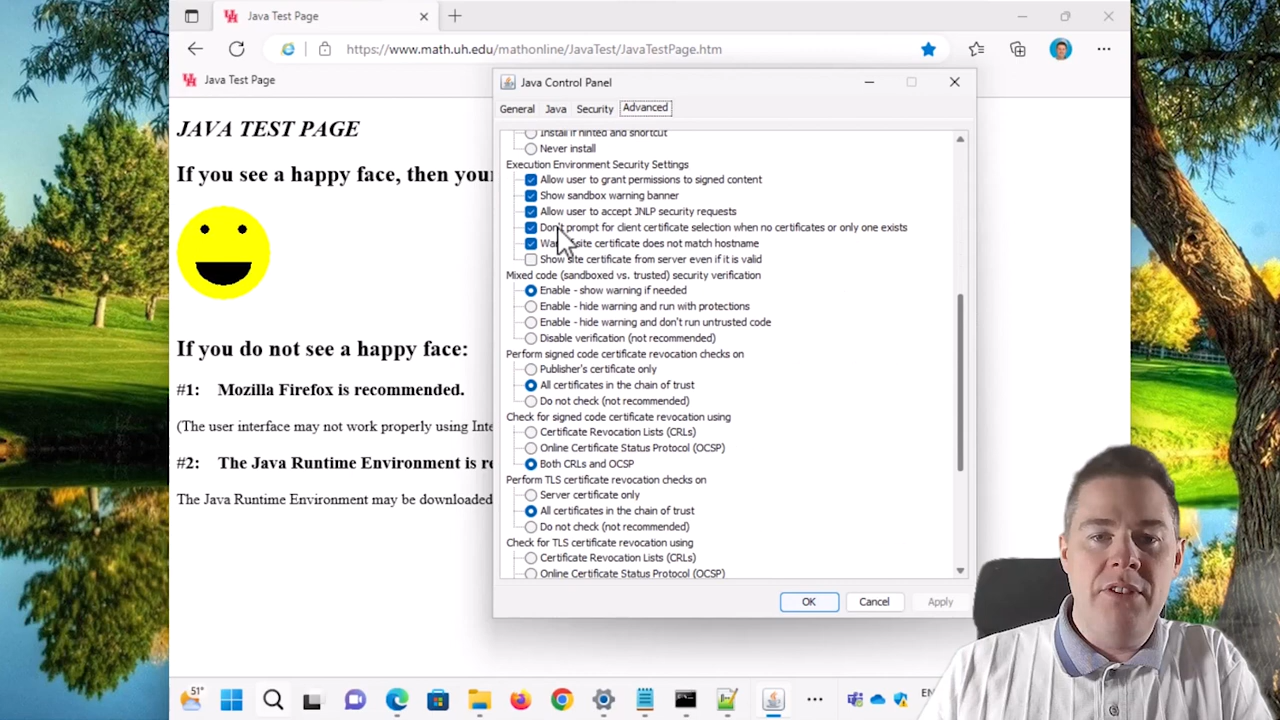 Java Test Page
https://www.math.uh.edu/mathonline/JavaTest/JavaTestPage.htm
Java Test Page
JAVA TEST PAGE
If you see a happy face, then your
If you do not see a happy face:
#1: Mozilla Firefox is recommended.
(The user interface may not work properly using Inte
#2: The Java Runtime Environment is re
The Java Runtime Environment may be downloaded
Java Control Panel
General Java Security Advanced
Install if hinted and shortcut
Never install
Execution Environment Security Settings
Allow user to grant permissions to signed content
Show sandbox warning banner
Allow user to accept JNLP security requests
Don't prompt for client certificate selection when no certificates or only one exists
site certificate does not match hostname
Show site certificate from server even if it is valid
Mixed code (sandboxed vs. trusted) security verification
Enable - show warning if needed
Enable - hide warning and run with protections
Enable - hide warning and don't run untrusted code
Disable verification (not recommended)
Perform signed code certificate revocation checks on
Publisher's certificate only
All certificates in the chain of trust
Do not check (not recommended)
Check for signed code certificate revocation using
Certificate Revocation Lists (CRLs)
Online Certificate Status Protocol (OCSP)
Both CRLs and OCSP
Perform TLS certificate revocation checks on
Server certificate only
All certificates in the chain of trust
Do not check (not recommended)
Check for TLS certificate revocation using
Certificate Revocation Lists (CRLs)
Online Certificate Status Protocol (OCSP)
OK Cancel Apply
51°
EN